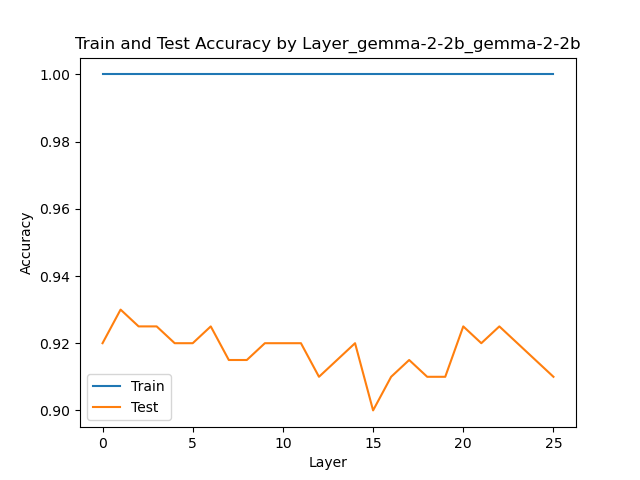 Train and Test Accuracy by Layer_gemma-2-2b_gemma-2-2b
1.00
0.98
0.96
0.94
0.92
0.90
Accuracy
Train
Test
0 5 10 15 20 25
Layer